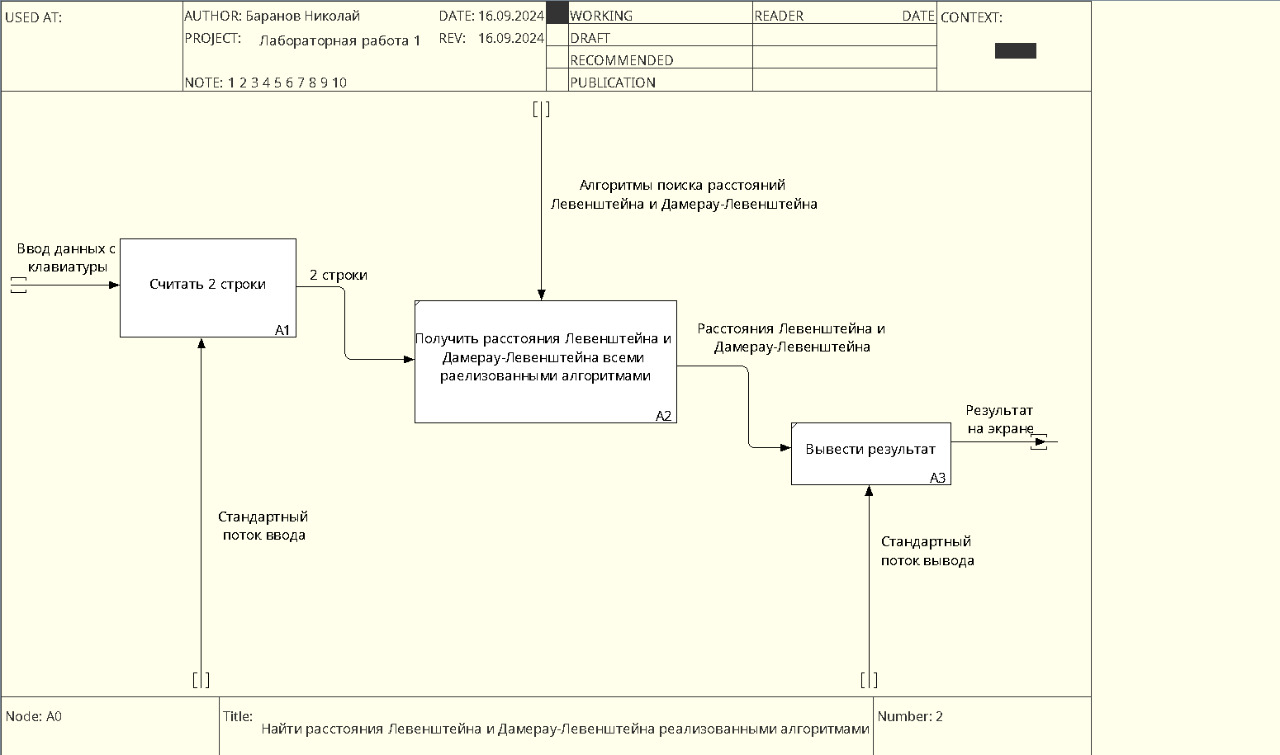 USED AT:
AUTHOR: Баранов Николай
DATE: 16.09.2024
WORKING
READER
DATE
CONTEXT:
PROJECT: Лабораторная работа 1
REV: 16.09.2024
DRAFT
RECOMMENDED
NOTE: 1 2 3 4 5 6 7 8 9 10
PUBLICATION
Алгоритмы поиска расстояний
Левенштейна и Дамерау-Левенштейна
Ввод данных с
клавиатуры
Считать 2 строки
A1
2 строки
Получить расстояния Левенштейна и
Дамерау-Левенштейна всеми
раелизованными алгоритмами
A2
Расстояния Левенштейна и
Дамерау-Левенштейна
Вывести результат
A3
Результат
на экране
Стандартный
поток ввода
Стандартный
поток вывода
Node: A0
Title:
Найти расстояния Левенштейна и Дамерау-Левенштейна реализованными алгоритмами
Number: 2